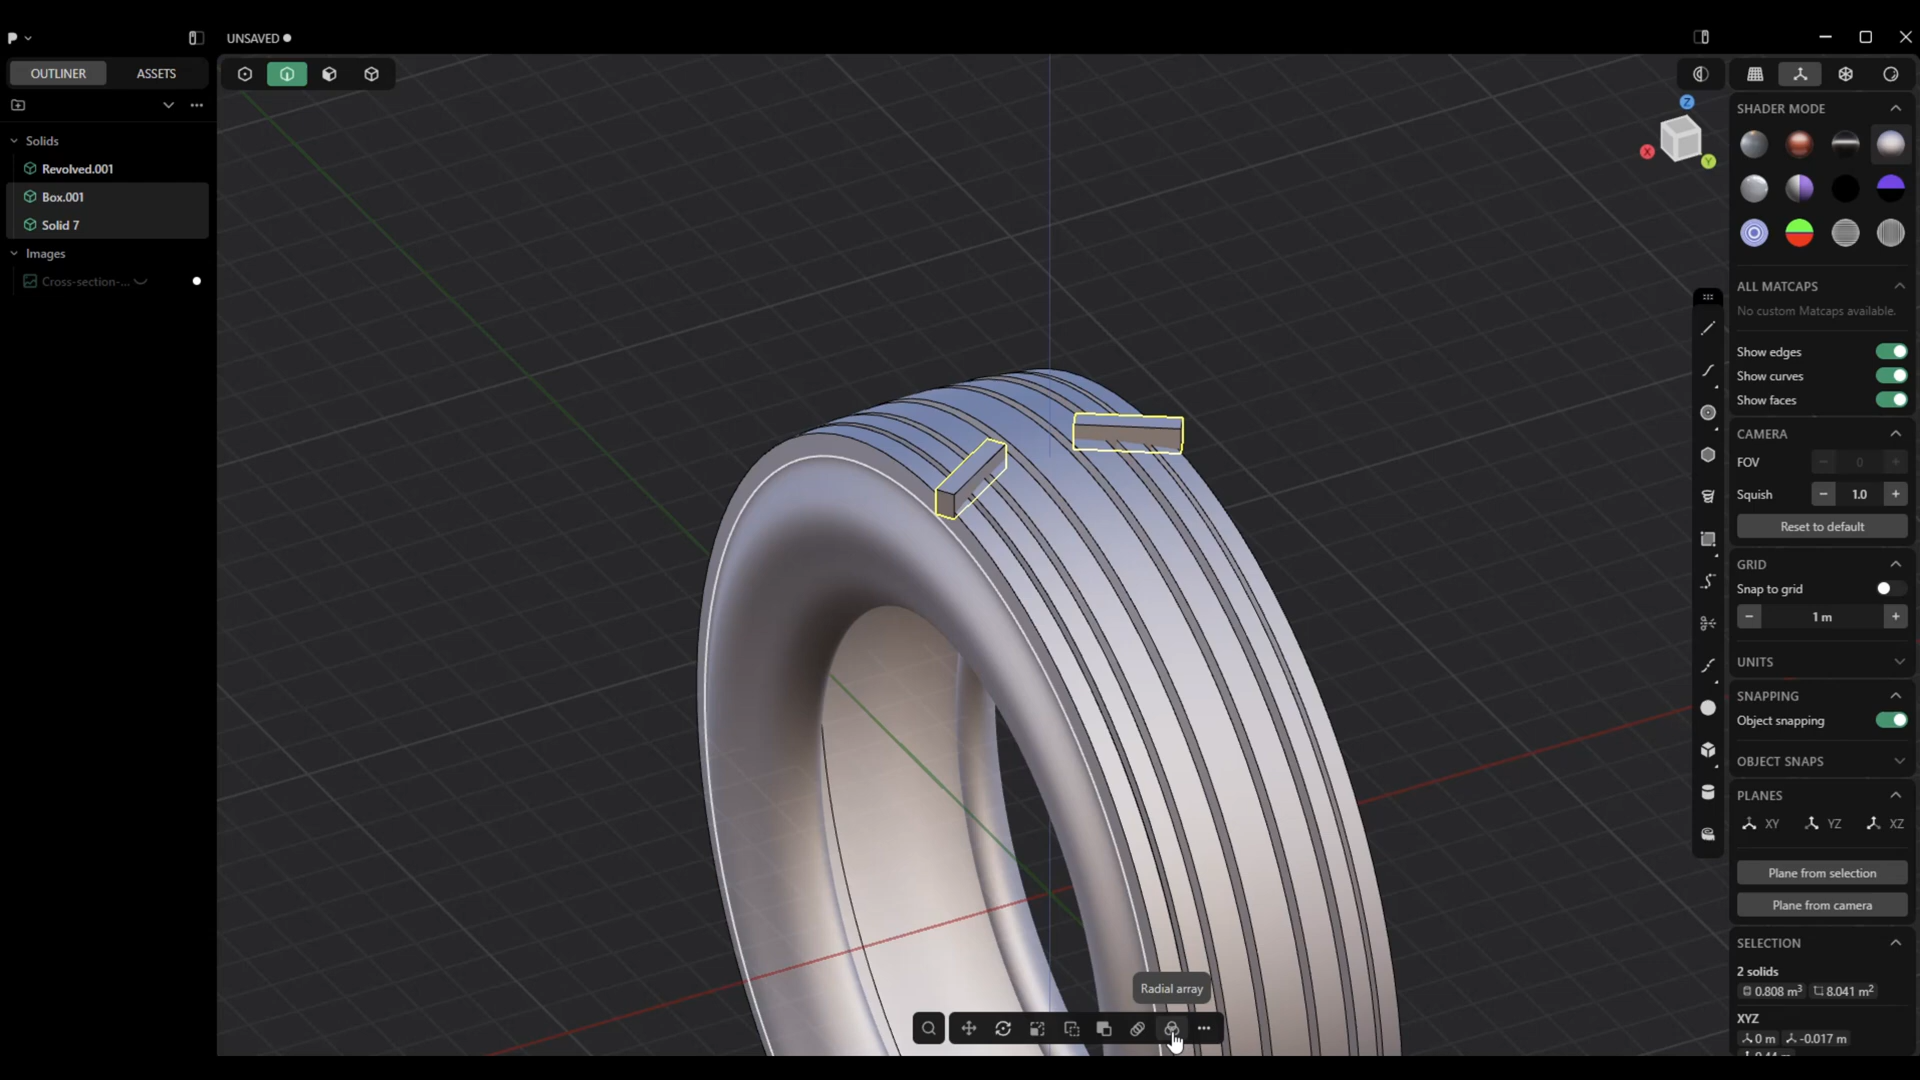 UNSAVED
OUTLINER
ASSETS
Solids
Revolved.001
Box.001
Solid 7
Images
Cross-section-...
Z
X
Y
Radial array
SHADER MODE
ALL MATCAPS
No custom Matcaps available.
Show edges
Show curves
Show faces
CAMERA
FOV
0
Squish
1.0
Reset to default
GRID
Snap to grid
1 m
UNITS
SNAPPING
Object snapping
OBJECT SNAPS
PLANES
XY
YZ
XZ
Plane from selection
Plane from camera
SELECTION
2 solids
0.808 m³ 8.041 m²
XYZ
0 m -0.017 m